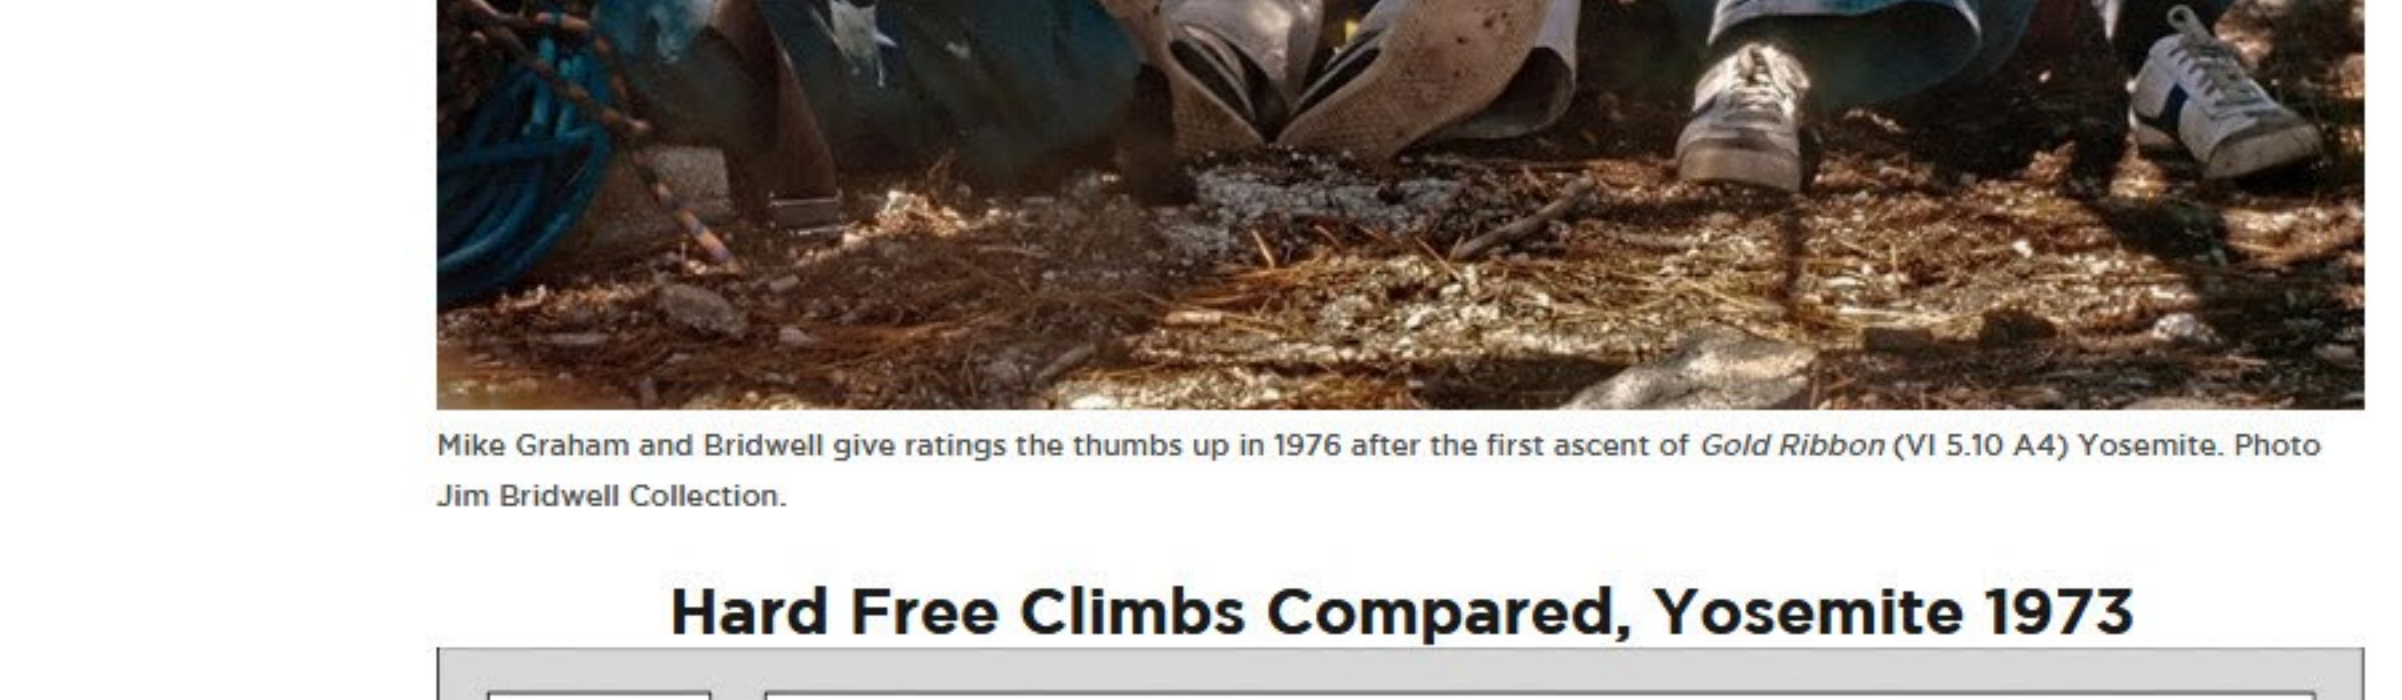 Mike Graham and Bridwell give ratings the thumbs up in 1976 after the first ascent of Gold Ribbon (VI 5.10 A4) Yosemite. Photo
Jim Bridwell Collection.
Hard Free Climbs Compared, Yosemite 1973